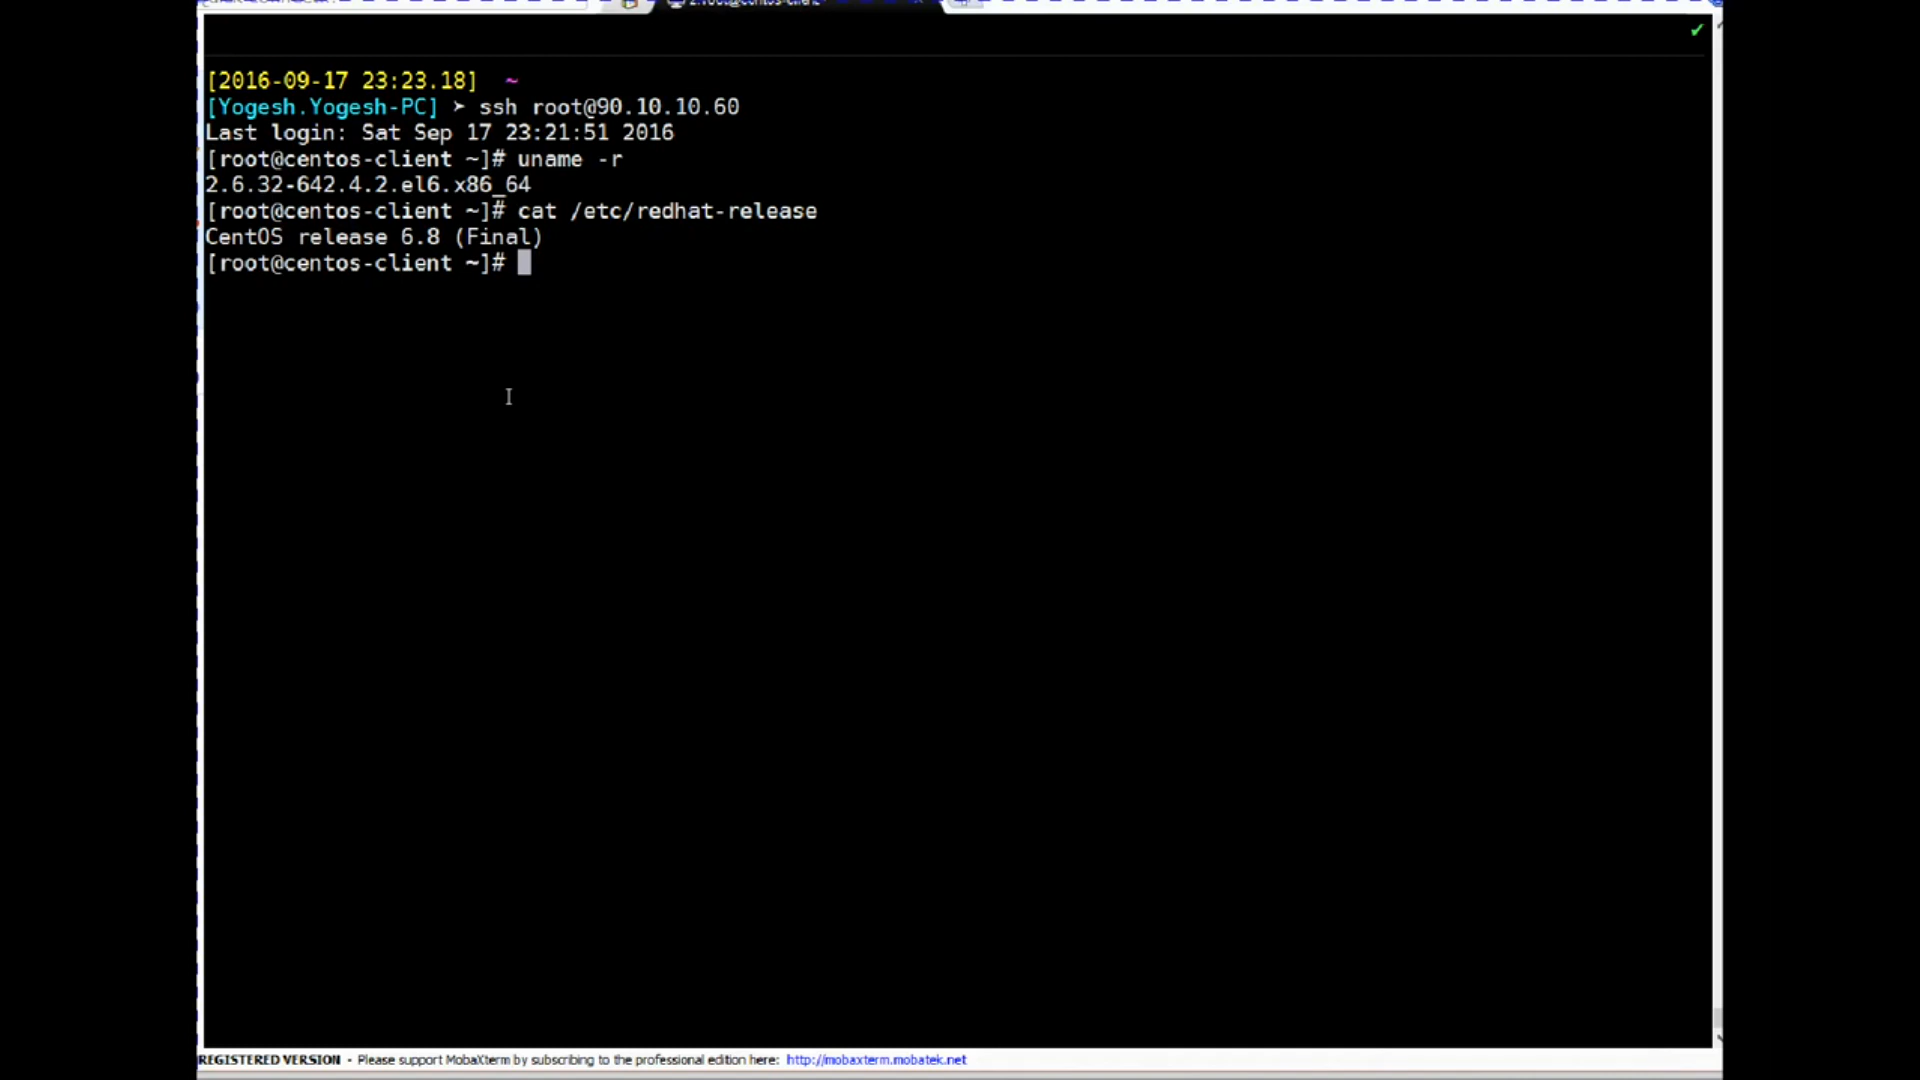 [2016-09-17 23:23.18]  ~
[Yogesh.Yogesh-PC] ➤ ssh root@90.10.10.60
Last login: Sat Sep 17 23:21:51 2016
[root@centos-client ~]# uname -r
2.6.32-642.4.2.el6.x86_64
[root@centos-client ~]# cat /etc/redhat-release
CentOS release 6.8 (Final)
[root@centos-client ~]#
REGISTERED VERSION - Please support MobaXterm by subscribing to the professional edition here: http://mobaxterm.mobatek.net